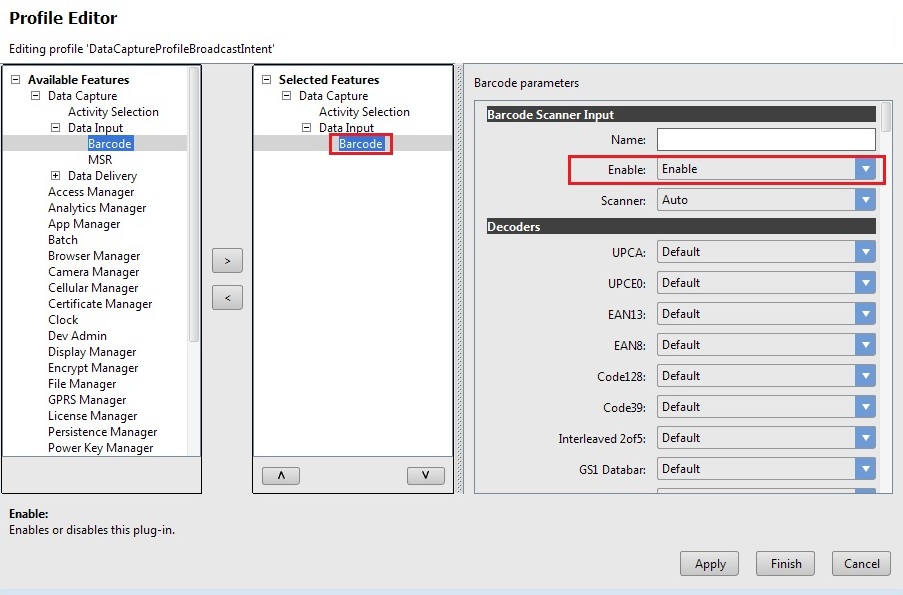 Profile Editor
Editing profile 'DataCaptureProfileBroadcastIntent'
Available Features
Data Capture
Activity Selection
Data Input
Barcode
MSR
Data Delivery
Access Manager
Analytics Manager
App Manager
Batch
Browser Manager
Camera Manager
Cellular Manager
Certificate Manager
Clock
Dev Admin
Display Manager
Encrypt Manager
File Manager
GPRS Manager
License Manager
Persistence Manager
Power Key Manager
>
<
Selected Features
Data Capture
Activity Selection
Data Input
Barcode
Barcode parameters
Barcode Scanner Input
Name:
Enable: Enable
Scanner: Auto
Decoders
UPCA: Default
UPCE0: Default
EAN13: Default
EAN8: Default
Code128: Default
Code39: Default
Interleaved 2of5: Default
GS1 Databar: Default
Enable:
Enables or disables this plug-in.
Apply Finish Cancel